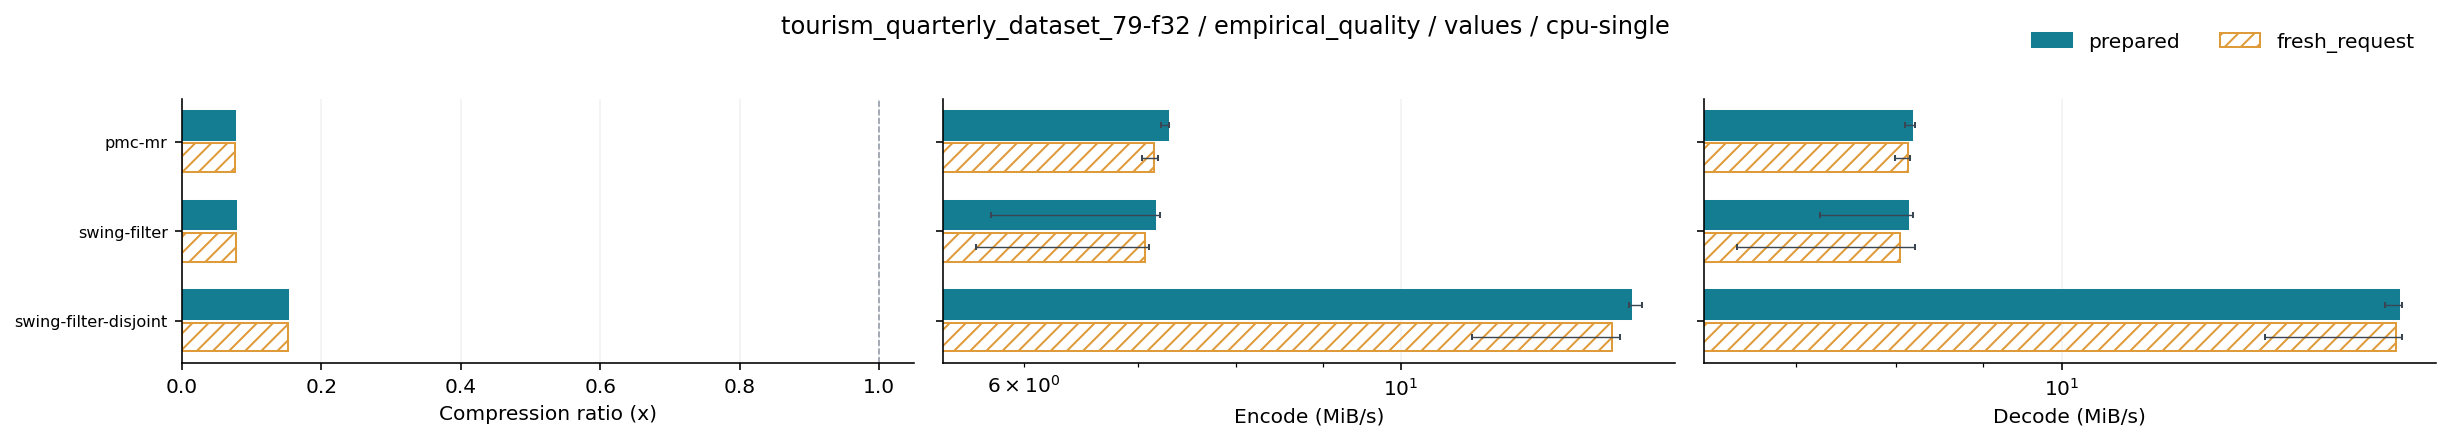 tourism_quarterly_dataset_79-f32 / empirical_quality / values / cpu-single
prepared
fresh_request
pmc-mr
swing-filter
swing-filter-disjoint
0.0 0.2 0.4 0.6 0.8 1.0
Compression ratio (x)
6 × 10⁰ 10¹
Encode (MiB/s)
10¹
Decode (MiB/s)